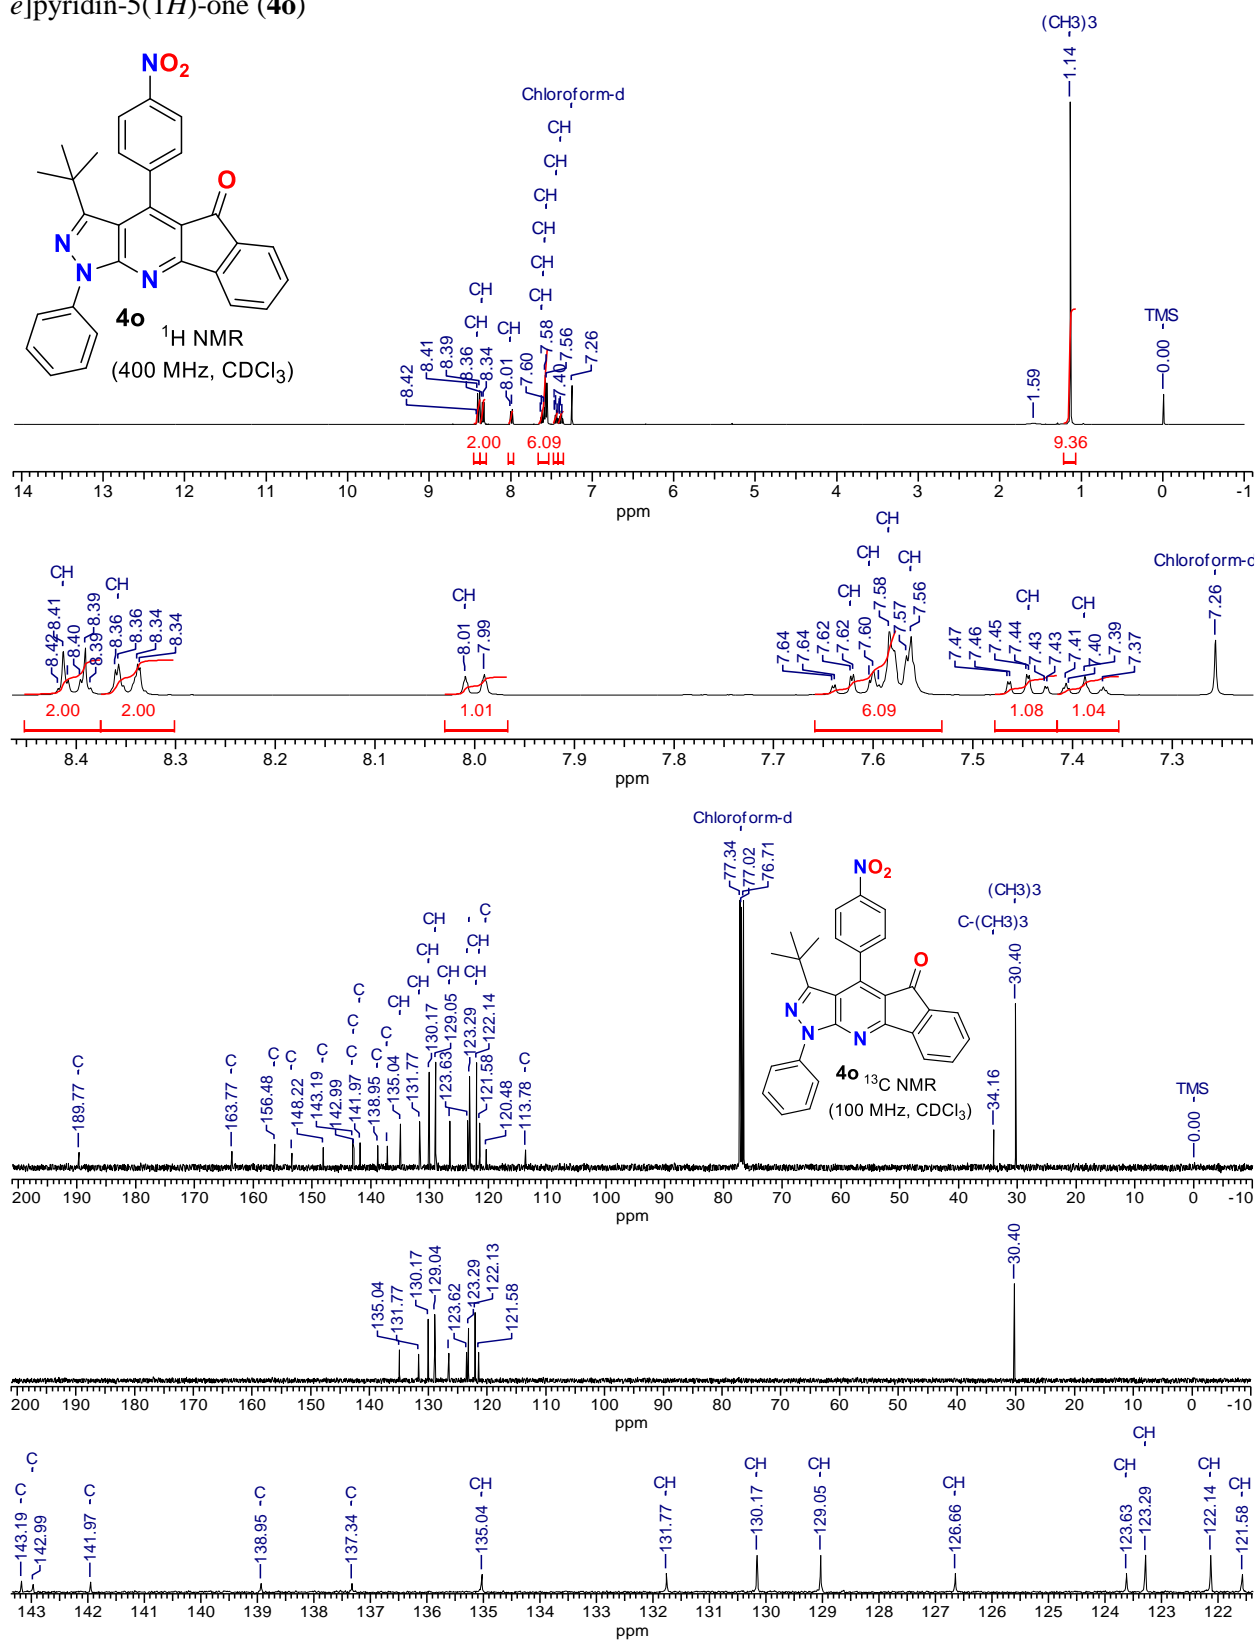 e]pyridin-5(1H)-one (4o)
(CH3)3
1.14
NO2
Chloroform-d
CH
CH
CH
CH
CH
CH
O
N
N
N
CH
CH
CH
8.42
8.41
8.39
8.36
8.34
8.01
7.60
7.58
7.56
7.40
7.26
TMS
1.59
0.00
4o
1H NMR
(400 MHz, CDCl3)
2.00 6.09 9.36
14 13 12 11 10 9 8 7 6 5 4 3 2 1 0 -1
ppm
CH CH CH CH CH CH CH CH CH Chloroform-d
8.42 8.41 8.40 8.39 8.39 8.36 8.36 8.34 8.34 8.01 7.99 7.64 7.64 7.62 7.62 7.60 7.58 7.57 7.56 7.47 7.46 7.45 7.44 7.43 7.43 7.41 7.40 7.39 7.37 7.26
2.00 2.00 1.01 6.09 1.08 1.04
8.4 8.3 8.2 8.1 8.0 7.9 7.8 7.7 7.6 7.5 7.4 7.3
ppm
Chloroform-d
77.34 77.02 76.71
NO2
O
N
N
N
4o 13C NMR
(100 MHz, CDCl3)
(CH3)3
C-(CH3)3
C C C C C C C C C CH CH CH CH CH CH CH C C
189.77 163.77 156.48 148.22 143.19 142.99 141.97 138.95 135.04 131.77 130.17 129.05 123.63 123.29 122.14 121.58 120.48 113.78 34.16 30.40
TMS
0.00
200 190 180 170 160 150 140 130 120 110 100 90 80 70 60 50 40 30 20 10 0 -10
ppm
135.04 131.77 130.17 129.04 123.62 123.29 122.13 121.58 30.40
200 190 180 170 160 150 140 130 120 110 100 90 80 70 60 50 40 30 20 10 0 -10
ppm
C C C C C CH CH CH CH CH CH CH CH CH
143.19 142.99 141.97 138.95 137.34 135.04 131.77 130.17 129.05 126.66 123.63 123.29 122.14 121.58
143 142 141 140 139 138 137 136 135 134 133 132 131 130 129 128 127 126 125 124 123 122
ppm